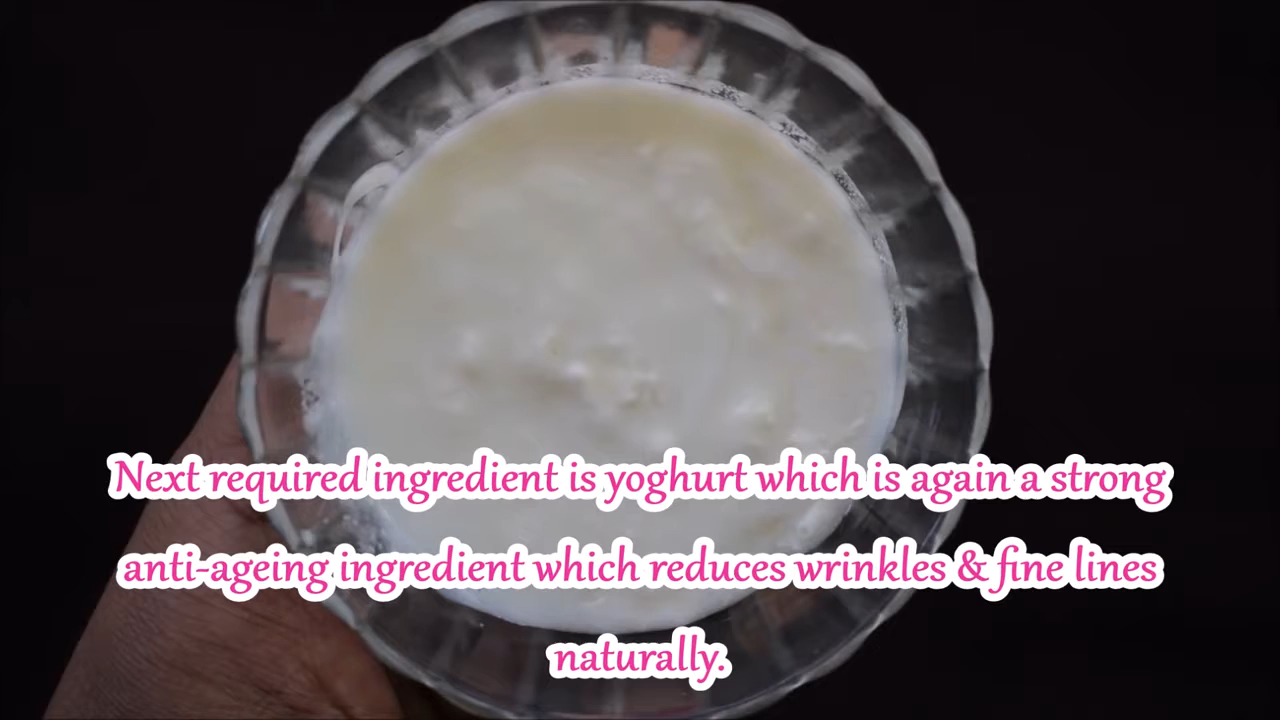 Next required ingredient is yoghurt which is again a strong
anti-ageing ingredient which reduces wrinkles & fine lines
naturally.